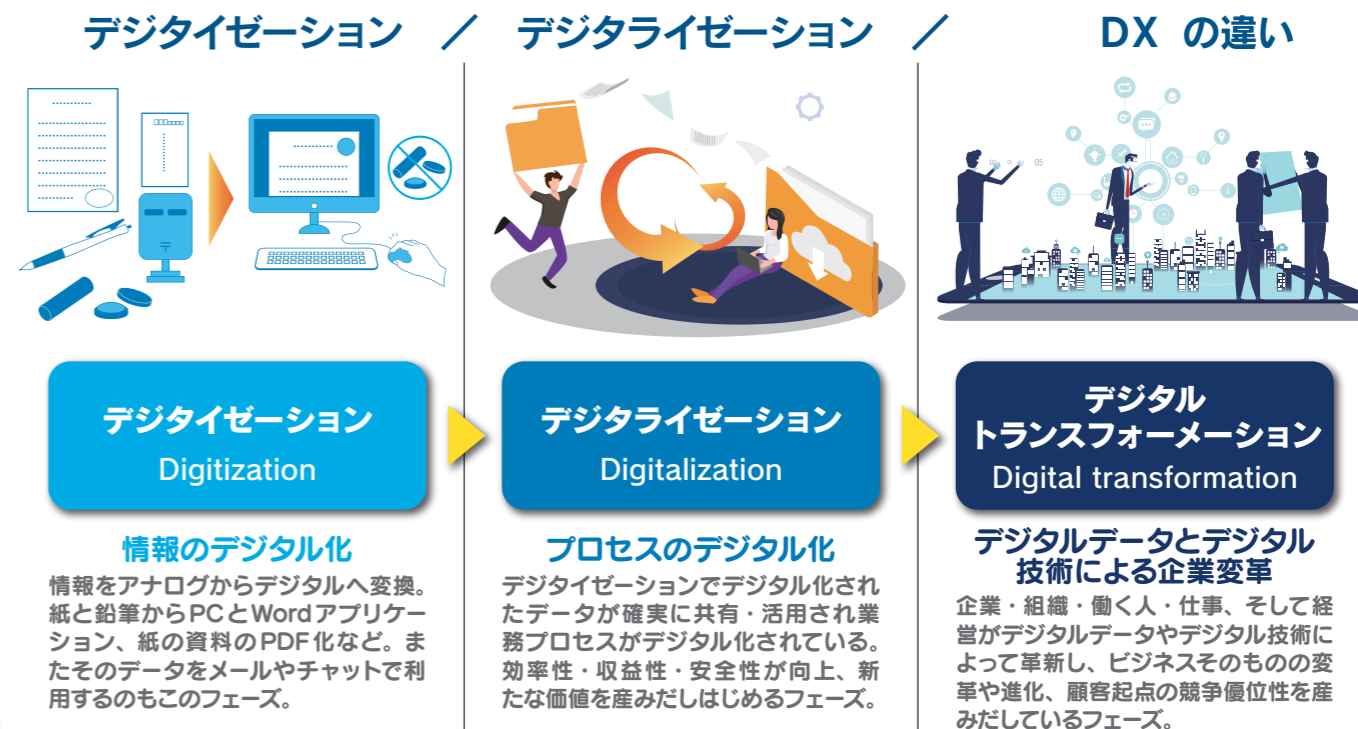 デジタイゼーション / デジタライゼーション / DX の違い
〒
05
デジタイゼーション
Digitization
デジタライゼーション
Digitalization
デジタル
トランスフォーメーション
Digital transformation
情報のデジタル化
情報をアナログからデジタルへ変換。
紙と鉛筆からPCとWordアプリケー
ション、紙の資料のPDF化など。ま
たそのデータをメールやチャットで利
用するのもこのフェーズ。
プロセスのデジタル化
デジタイゼーションでデジタル化され
たデータが確実に共有・活用され業
務プロセスがデジタル化されている。
効率性・収益性・安全性が向上、新
たな価値を産みだしはじめるフェーズ。
デジタルデータとデジタル
技術による企業変革
企業・組織・働く人・仕事、そして経
営がデジタルデータやデジタル技術に
よって革新し、ビジネスそのものの変
革や進化、顧客起点の競争優位性を産
みだしているフェーズ。